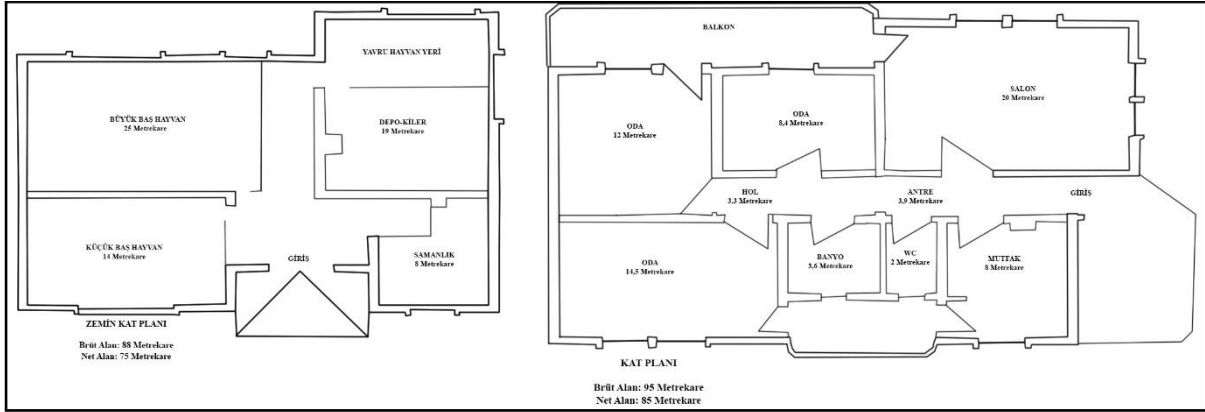 YAVRU HAYVAN YERİ
BÜYÜK BAŞ HAYVAN
25 Metrekare
DEPO-KİLER
19 Metrekare
KÜÇÜK BAŞ HAYVAN
14 Metrekare
GİRİŞ
SAMANLIK
8 Metrekare
ZEMİN KAT PLANI
Brüt Alan: 88 Metrekare
Net Alan: 75 Metrekare
BALKON
SALON
20 Metrekare
ODA
12 Metrekare
ODA
8,4 Metrekare
HOL
3,3 Metrekare
ANTRE
3,9 Metrekare
GİRİŞ
ODA
14,5 Metrekare
BANYO
3,6 Metrekare
WC
2 Metrekare
MUTFAK
8 Metrekare
KAT PLANI
Brüt Alan: 95 Metrekare
Net Alan: 85 Metrekare